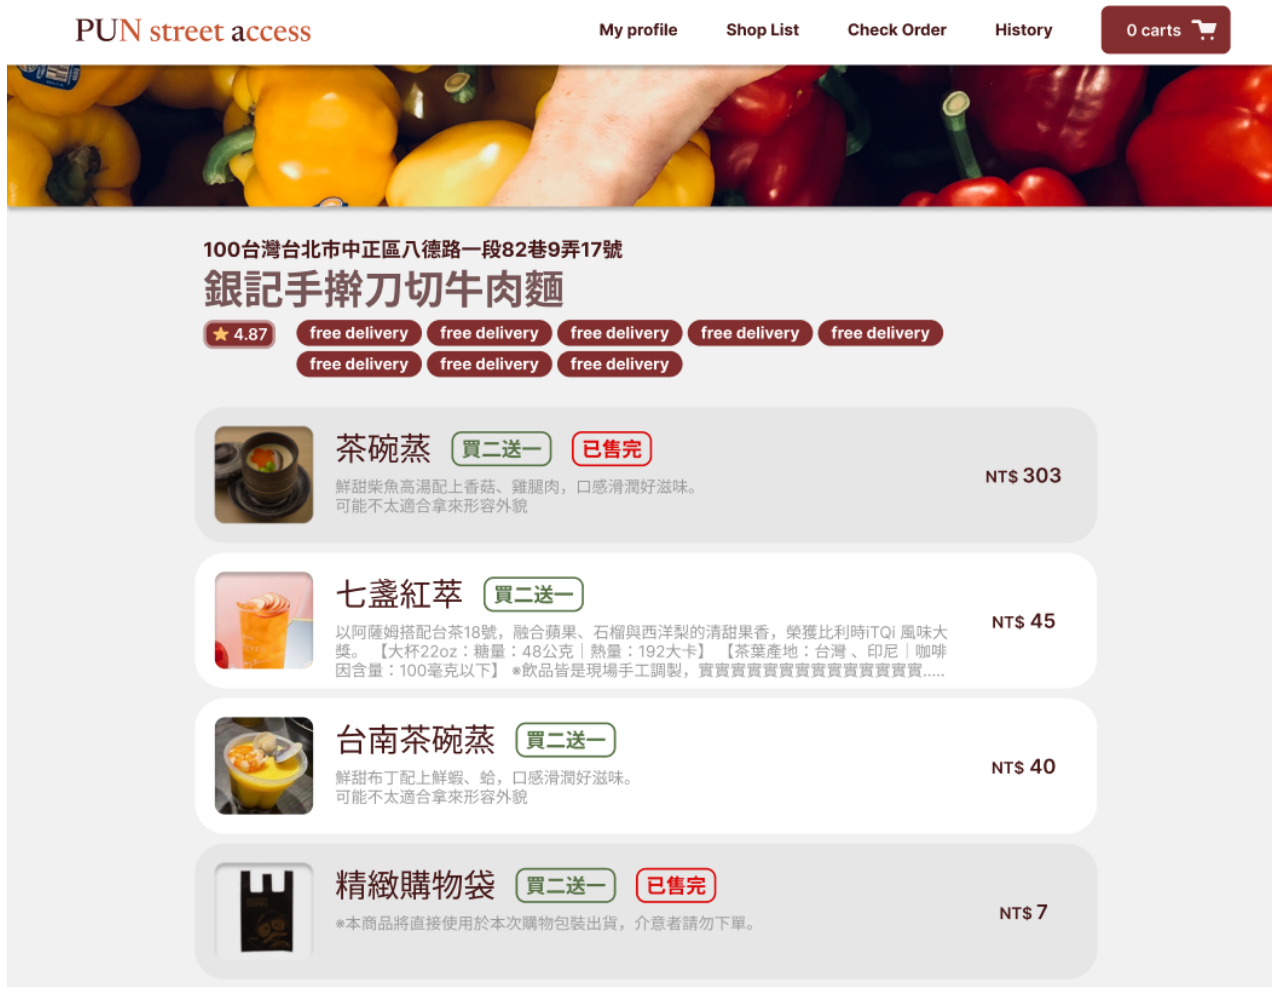 PUN street access
My profile
Shop List
Check Order
History
0 carts
100台灣台北市中正區八德路一段82巷9弄17號
銀記手擀刀切牛肉麵
4.87
free delivery free delivery free delivery free delivery free delivery
free delivery free delivery free delivery
茶碗蒸 買二送一 已售完
鮮甜柴魚高湯配上香菇、雞腿肉，口感滑潤好滋味。
可能不太適合拿來形容外貌
NT$ 303
七盞紅萃 買二送一
以阿薩姆搭配台茶18號，融合蘋果、石榴與西洋梨的清甜果香，榮獲比利時iTQi 風味大
獎。 【大杯22oz：糖量：48公克｜熱量：192大卡】 【茶葉產地：台灣 、印尼｜咖啡
因含量：100毫克以下】 ※飲品皆是現場手工調製，實實實實實實實實實實實實實實.....
NT$ 45
台南茶碗蒸 買二送一
鮮甜布丁配上鮮蝦、蛤，口感滑潤好滋味。
可能不太適合拿來形容外貌
NT$ 40
精緻購物袋 買二送一 已售完
※本商品將直接使用於本次購物包裝出貨，介意者請勿下單。
NT$ 7